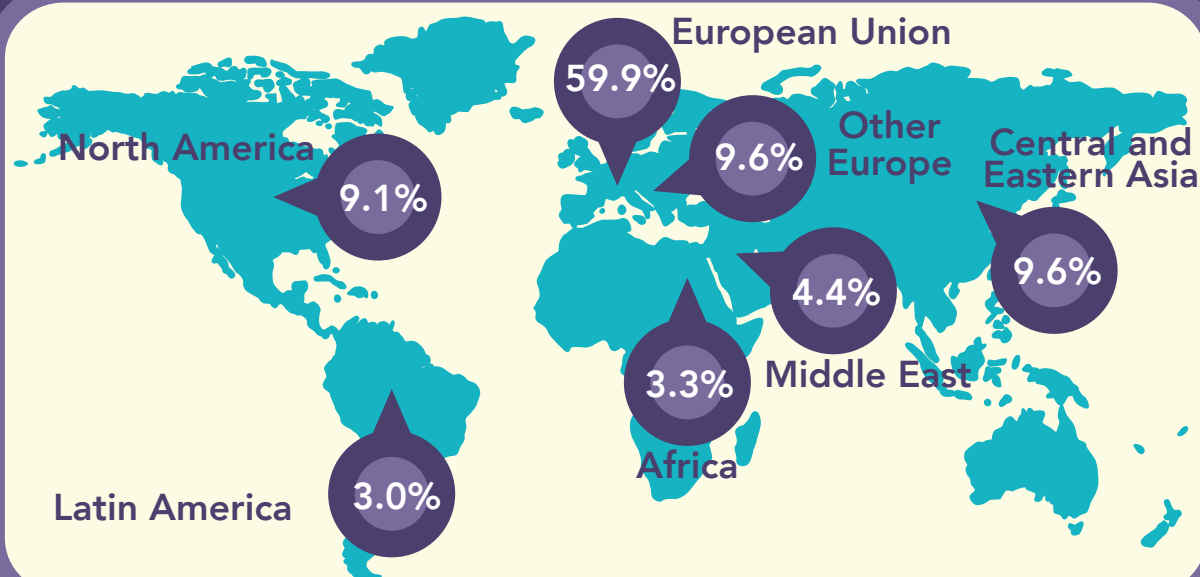 European Union
59.9%
Other
Europe
9.6%
Central and
Eastern Asia
9.6%
North America
9.1%
4.4%
Middle East
3.3%
Africa
Latin America
3.0%